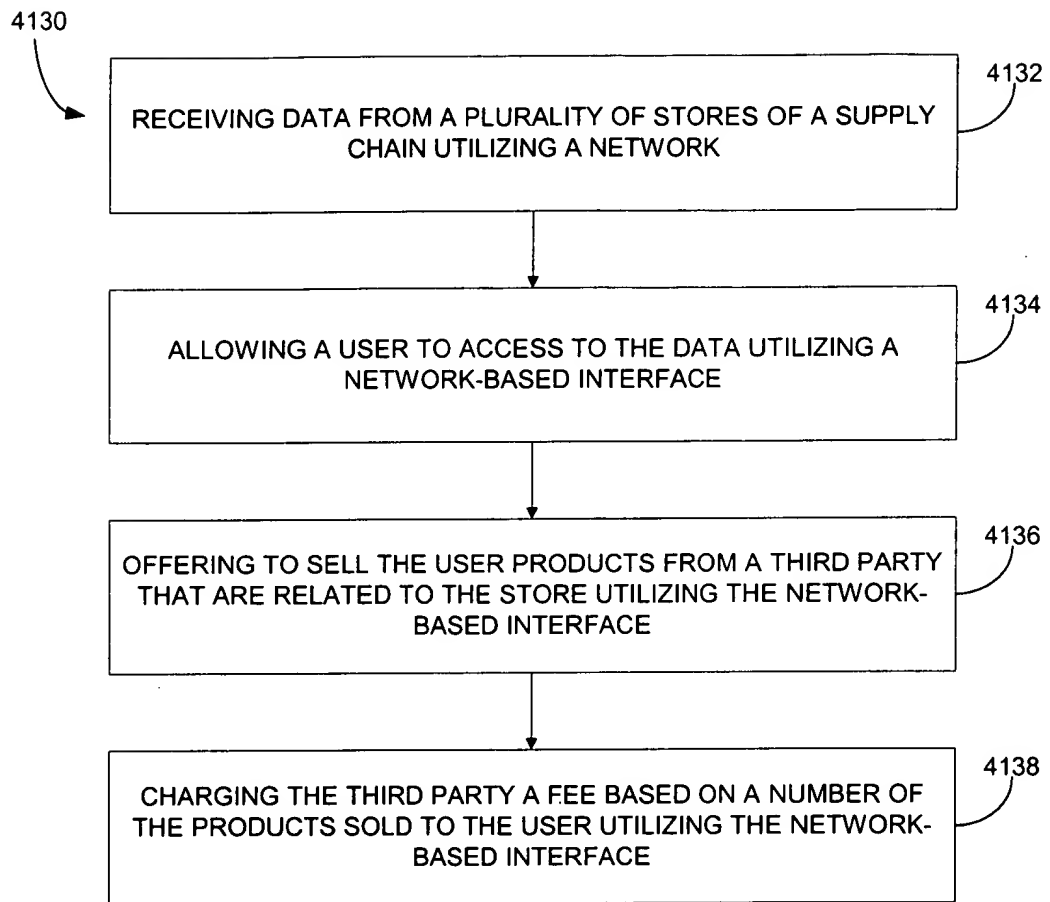 4130
4132
RECEIVING DATA FROM A PLURALITY OF STORES OF A SUPPLY
CHAIN UTILIZING A NETWORK
4134
ALLOWING A USER TO ACCESS TO THE DATA UTILIZING A
NETWORK-BASED INTERFACE
4136
OFFERING TO SELL THE USER PRODUCTS FROM A THIRD PARTY
THAT ARE RELATED TO THE STORE UTILIZING THE NETWORK-
BASED INTERFACE
4138
CHARGING THE THIRD PARTY A FEE BASED ON A NUMBER OF
THE PRODUCTS SOLD TO THE USER UTILIZING THE NETWORK-
BASED INTERFACE